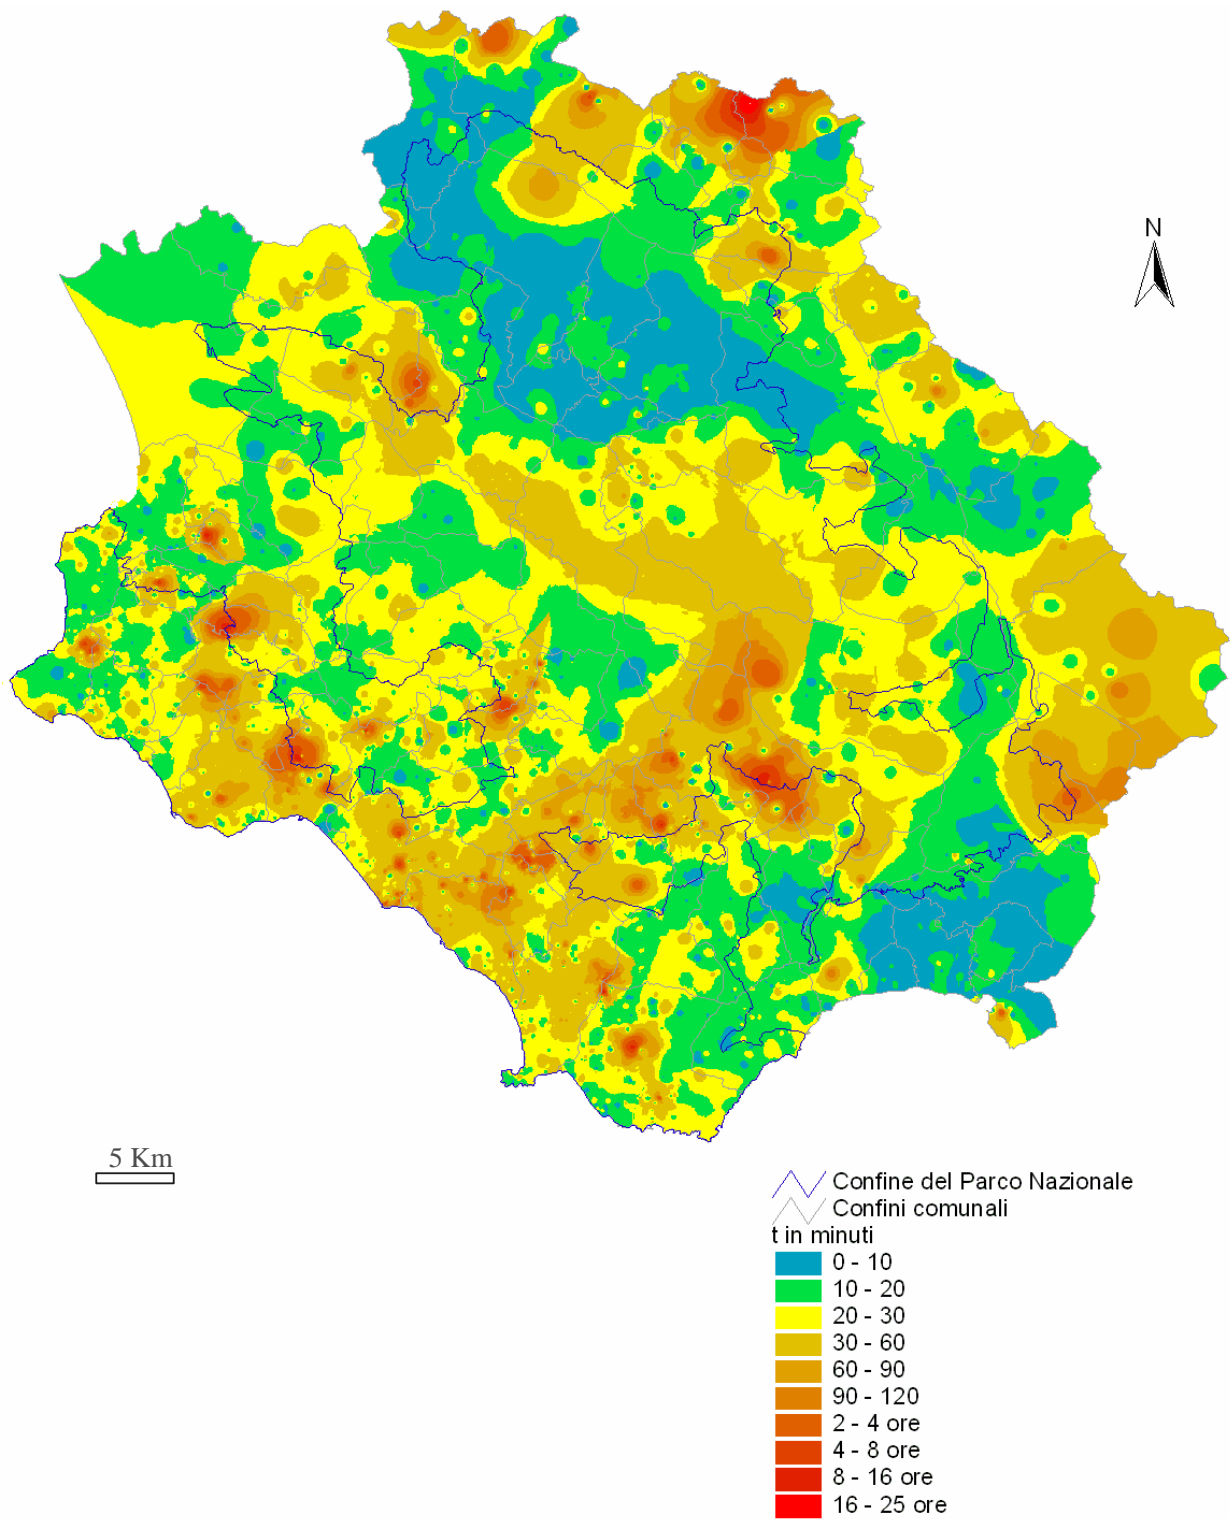 N
5 Km
Confine del Parco Nazionale
Confini comunali
t in minuti
0 - 10
10 - 20
20 - 30
30 - 60
60 - 90
90 - 120
2 - 4 ore
4 - 8 ore
8 - 16 ore
16 - 25 ore